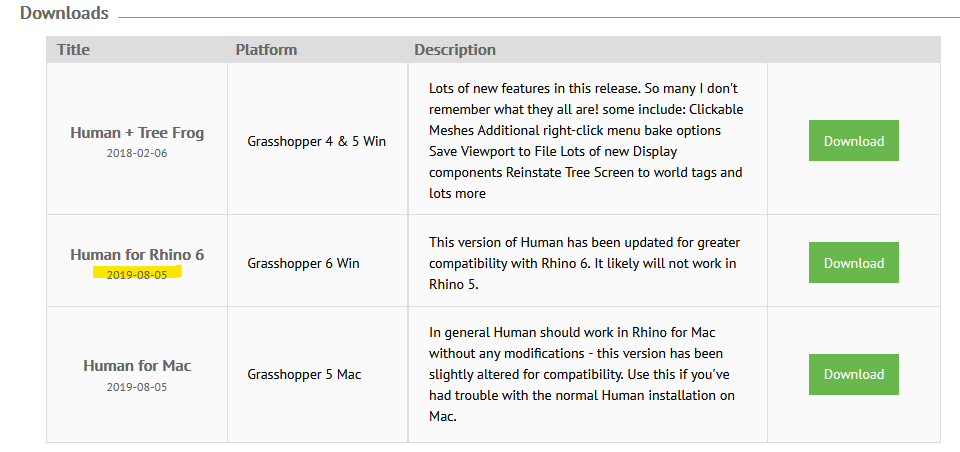 Downloads
Title Platform Description
Human + Tree Frog
2018-02-06
Grasshopper 4 & 5 Win
Lots of new features in this release. So many I don't
remember what they all are! some include: Clickable
Meshes Additional right-click menu bake options
Save Viewport to File Lots of new Display
components Reinstate Tree Screen to world tags and
lots more
Download
Human for Rhino 6
2019-08-05
Grasshopper 6 Win
This version of Human has been updated for greater
compatibility with Rhino 6. It likely will not work in
Rhino 5.
Download
Human for Mac
2019-08-05
Grasshopper 5 Mac
In general Human should work in Rhino for Mac
without any modifications - this version has been
slightly altered for compatibility. Use this if you've
had trouble with the normal Human installation on
Mac.
Download